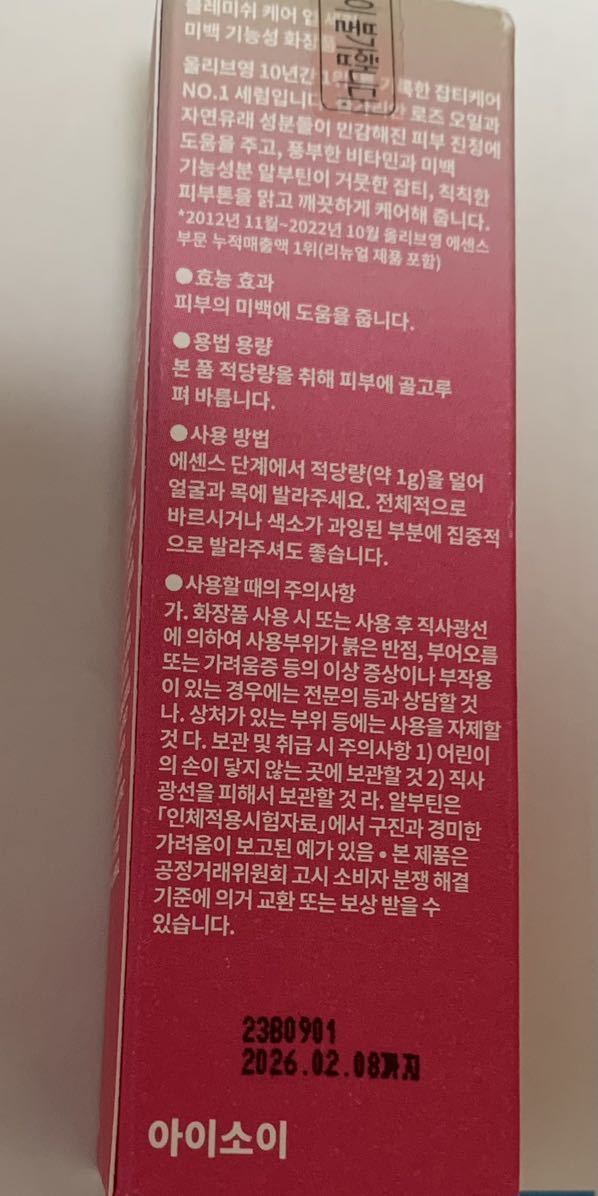 블레미쉬 케어 업
미백 기능성 화장품
올리브영 10년간 1위를 기록한 잡티케어
NO.1 세럼입니다. 불가리안 로즈 오일과
자연유래 성분들이 민감해진 피부 진정에
도움을 주고, 풍부한 비타민과 미백
기능성분 알부틴이 거뭇한 잡티, 칙칙한
피부톤을 맑고 깨끗하게 케어해 줍니다.
*2012년 11월~2022년 10월 올리브영 에센스
부문 누적매출액 1위(리뉴얼 제품 포함)
●효능 효과
피부의 미백에 도움을 줍니다.
●용법 용량
본 품 적당량을 취해 피부에 골고루
펴 바릅니다.
●사용 방법
에센스 단계에서 적당량(약 1g)을 덜어
얼굴과 목에 발라주세요. 전체적으로
바르시거나 색소가 과잉된 부분에 집중적
으로 발라주셔도 좋습니다.
●사용할 때의 주의사항
가. 화장품 사용 시 또는 사용 후 직사광선
에 의하여 사용부위가 붉은 반점, 부어오름
또는 가려움증 등의 이상 증상이나 부작용
이 있는 경우에는 전문의 등과 상담할 것
나. 상처가 있는 부위 등에는 사용을 자제할
것 다. 보관 및 취급 시 주의사항 1) 어린이
의 손이 닿지 않는 곳에 보관할 것 2) 직사
광선을 피해서 보관할 것 라. 알부틴은
「인체적용시험자료」에서 구진과 경미한
가려움이 보고된 예가 있음 • 본 제품은
공정거래위원회 고시 소비자 분쟁 해결
기준에 의거 교환 또는 보상 받을 수
있습니다.
23B0901
2026.02.08까지
아이소이